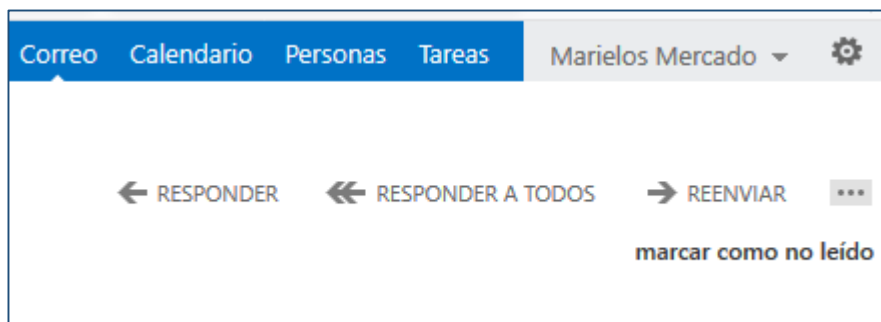 Correo Calendario Personas Tareas Marielos Mercado
RESPONDER RESPONDER A TODOS REENVIAR
marcar como no leído